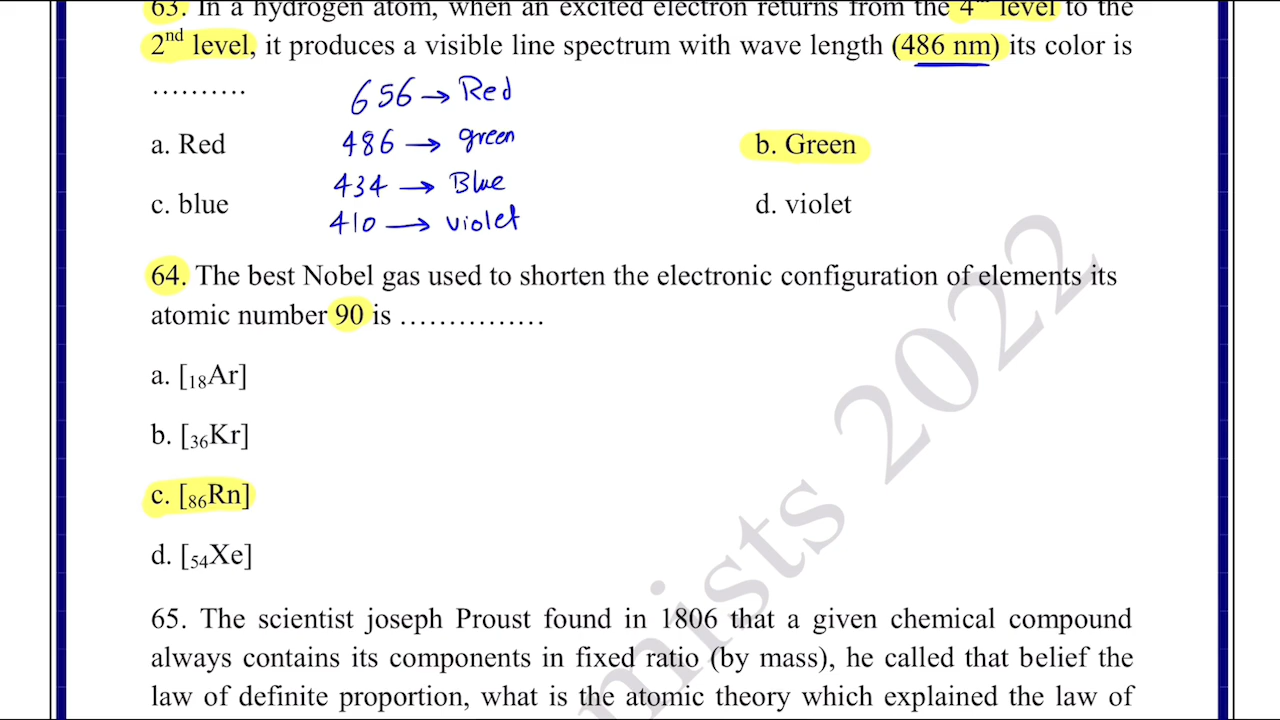 63. In a hydrogen atom, when an excited electron returns from the 4th level to the
2nd level, it produces a visible line spectrum with wave length (486 nm) its color is
..........
656 → Red
a. Red
486 → green
b. Green
434 → Blue
c. blue
410 → violet
d. violet
64. The best Nobel gas used to shorten the electronic configuration of elements its
atomic number 90 is ...............
a. [18Ar]
b. [36Kr]
c. [86Rn]
d. [54Xe]
65. The scientist joseph Proust found in 1806 that a given chemical compound
always contains its components in fixed ratio (by mass), he called that belief the
law of definite proportion, what is the atomic theory which explained the law of
mists 2022